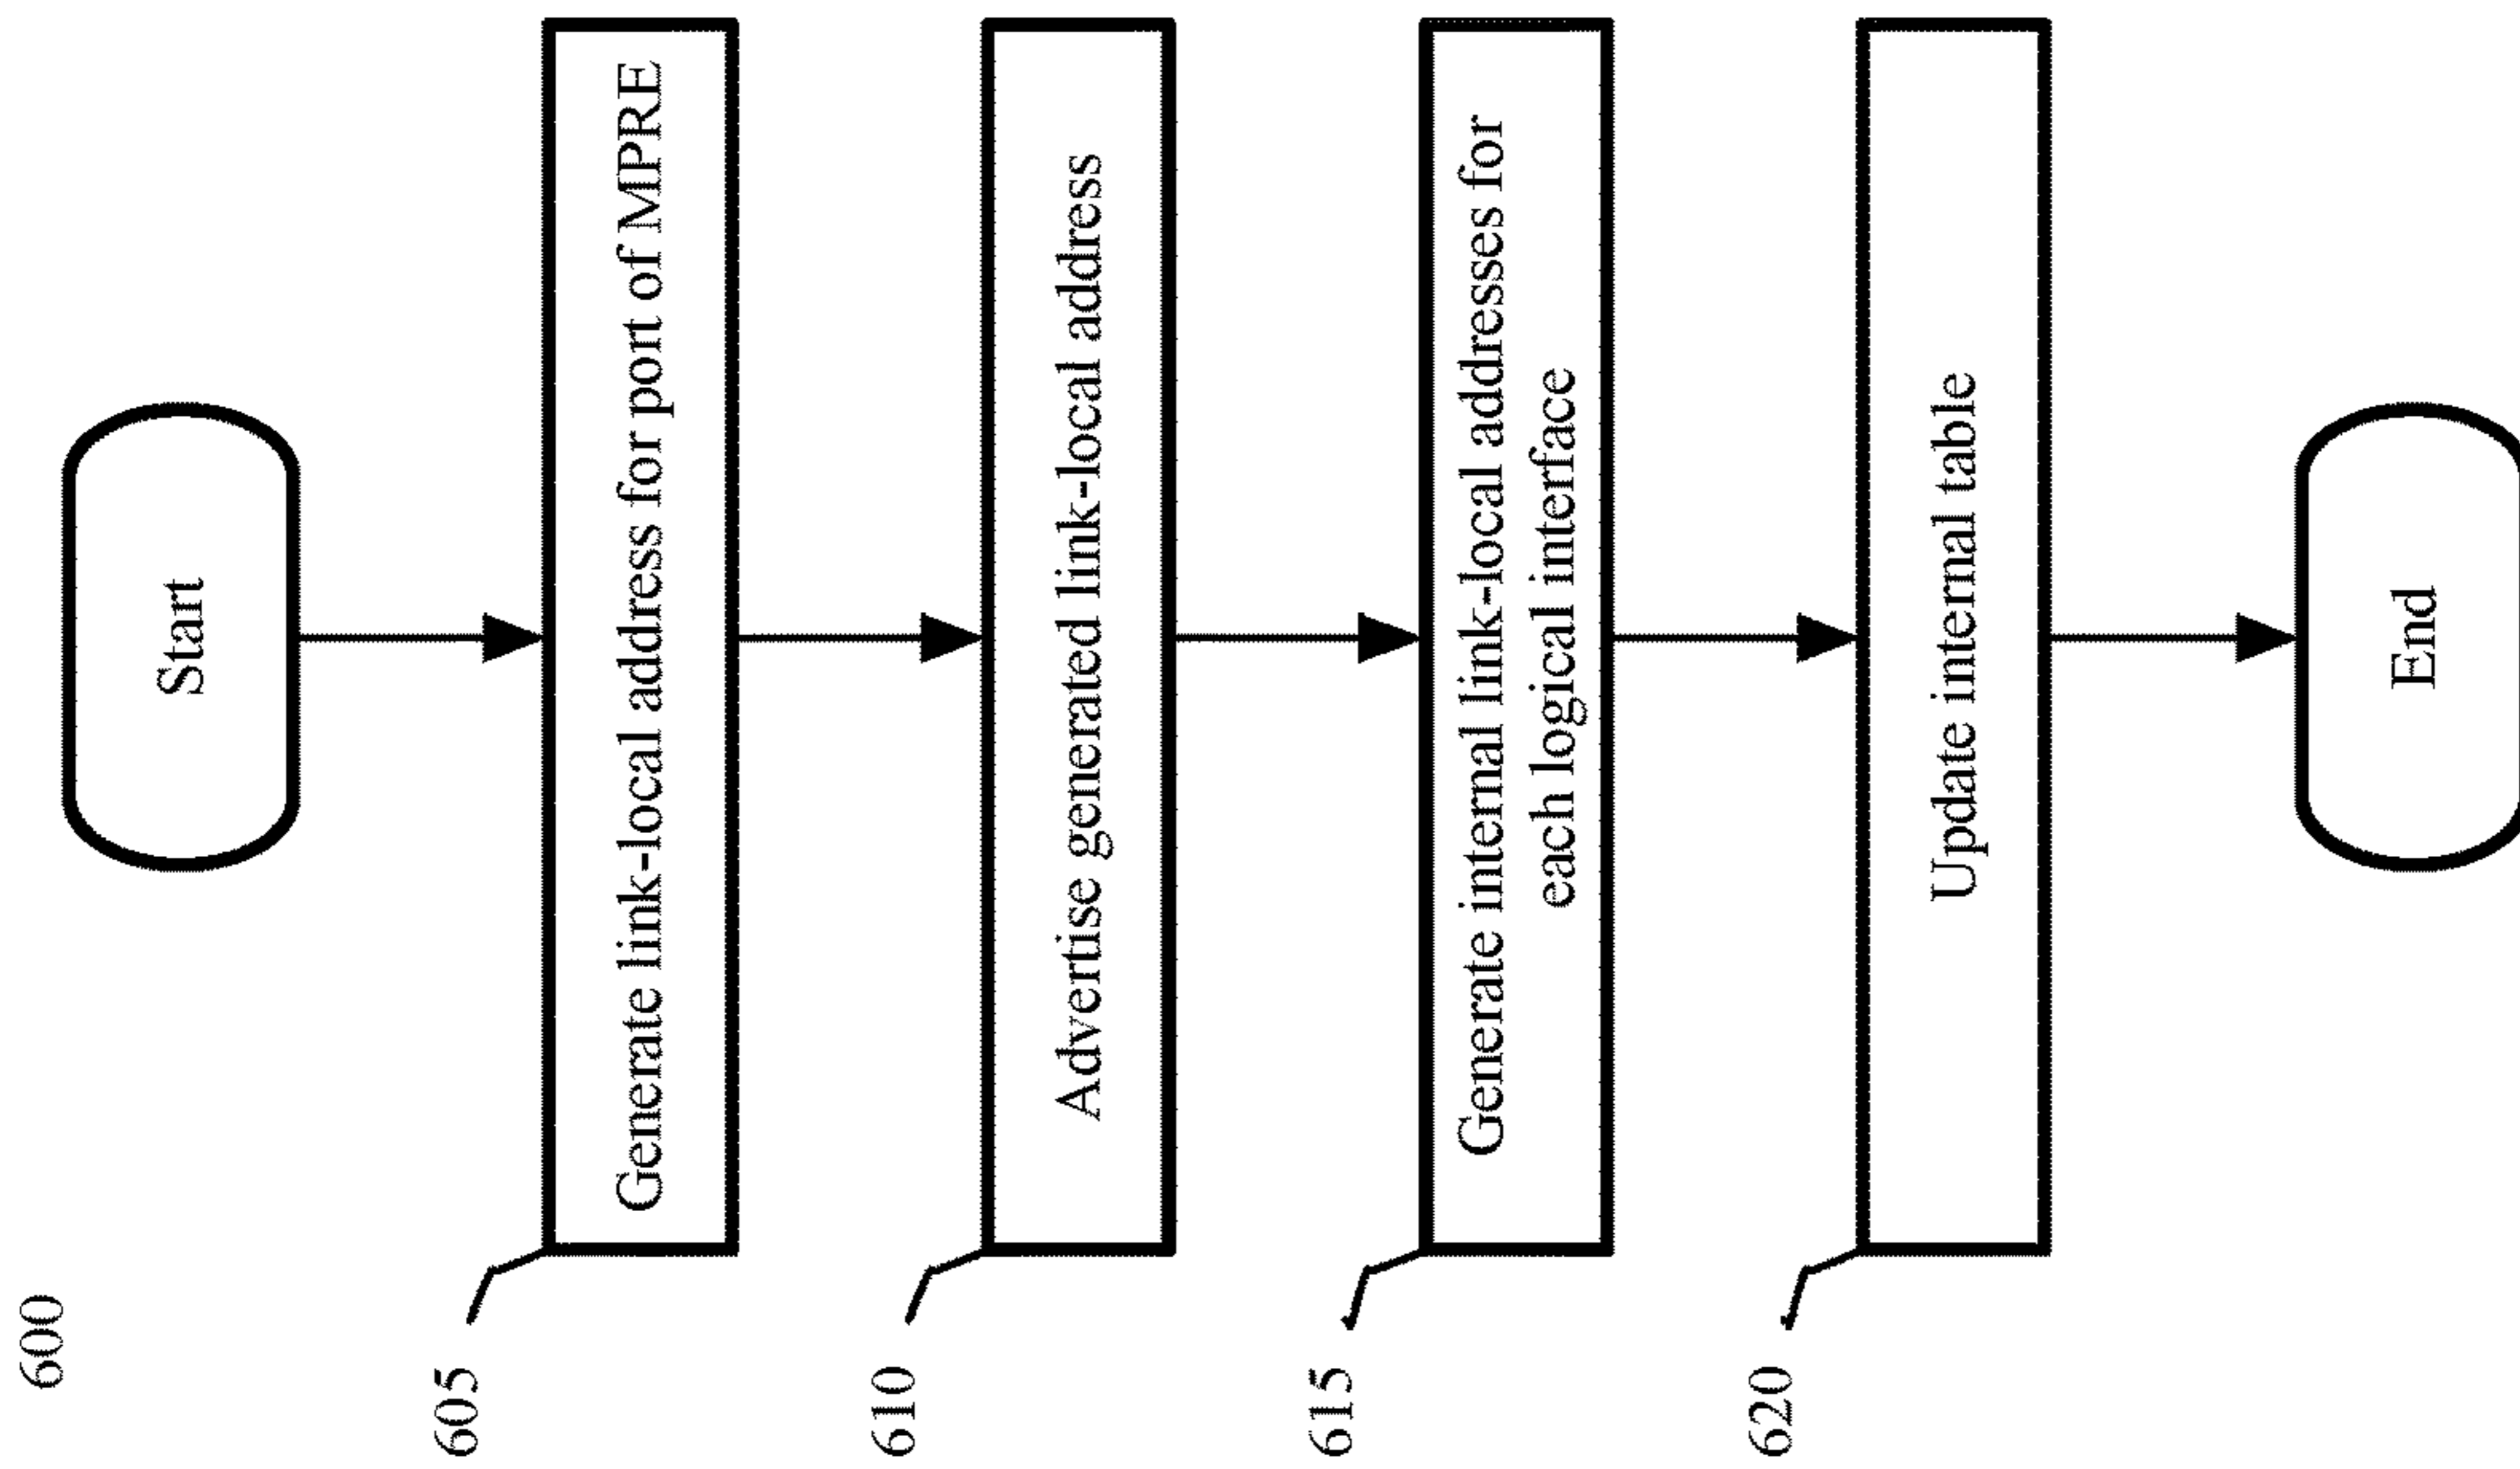 600
Start
605
Generate link-local address for port of MPRE
610
Advertise generated link-local address
615
Generate internal link-local addresses for
each logical interface
620
Update internal table
End